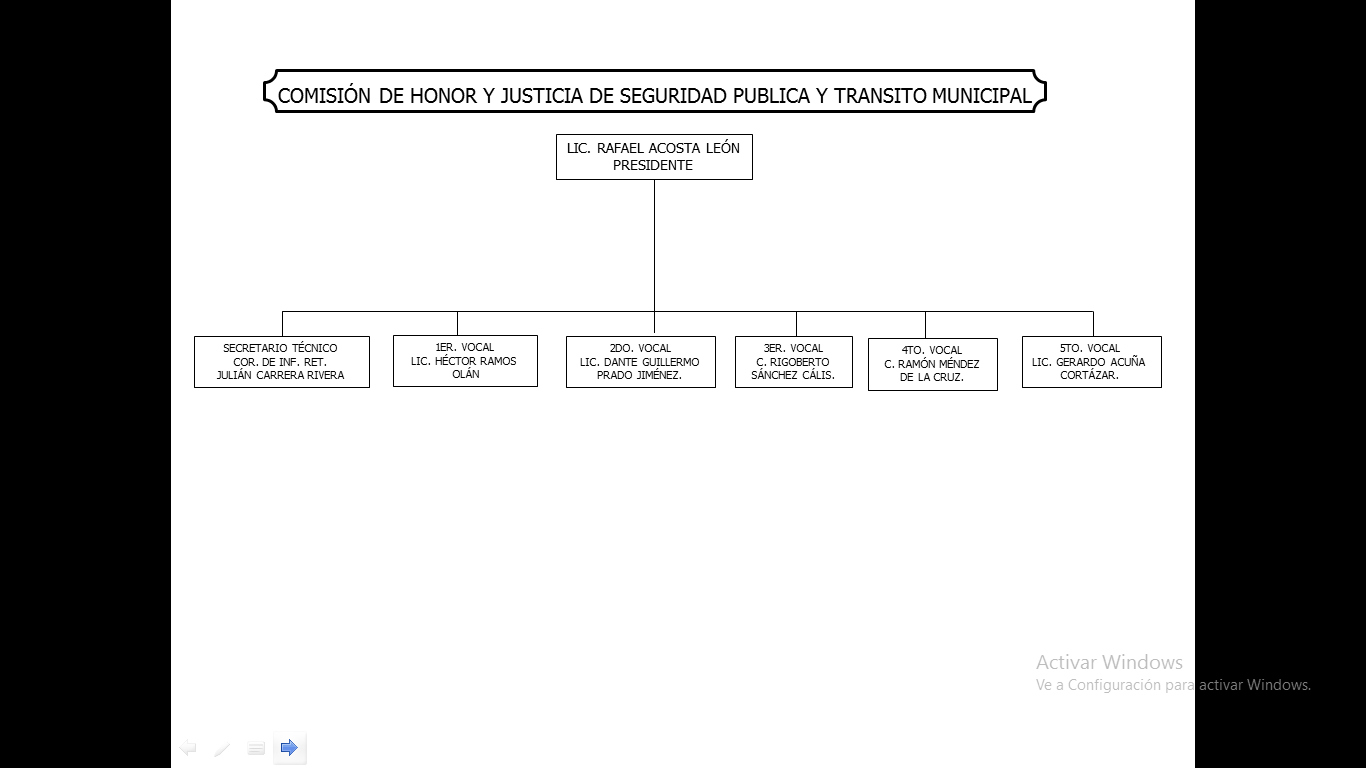 COMISIÓN DE HONOR Y JUSTICIA DE SEGURIDAD PUBLICA Y TRANSITO MUNICIPAL
LIC. RAFAEL ACOSTA LEÓN
PRESIDENTE
SECRETARIO TÉCNICO
COR. DE INF. RET.
JULIÁN CARRERA RIVERA
1ER. VOCAL
LIC. HÉCTOR RAMOS
OLÁN
2DO. VOCAL
LIC. DANTE GUILLERMO
PRADO JIMÉNEZ.
3ER. VOCAL
C. RIGOBERTO
SÁNCHEZ CÁLIS.
4TO. VOCAL
C. RAMÓN MÉNDEZ
DE LA CRUZ.
5TO. VOCAL
LIC. GERARDO ACUÑA
CORTÁZAR.
Activar Windows
Ve a Configuración para activar Windows.